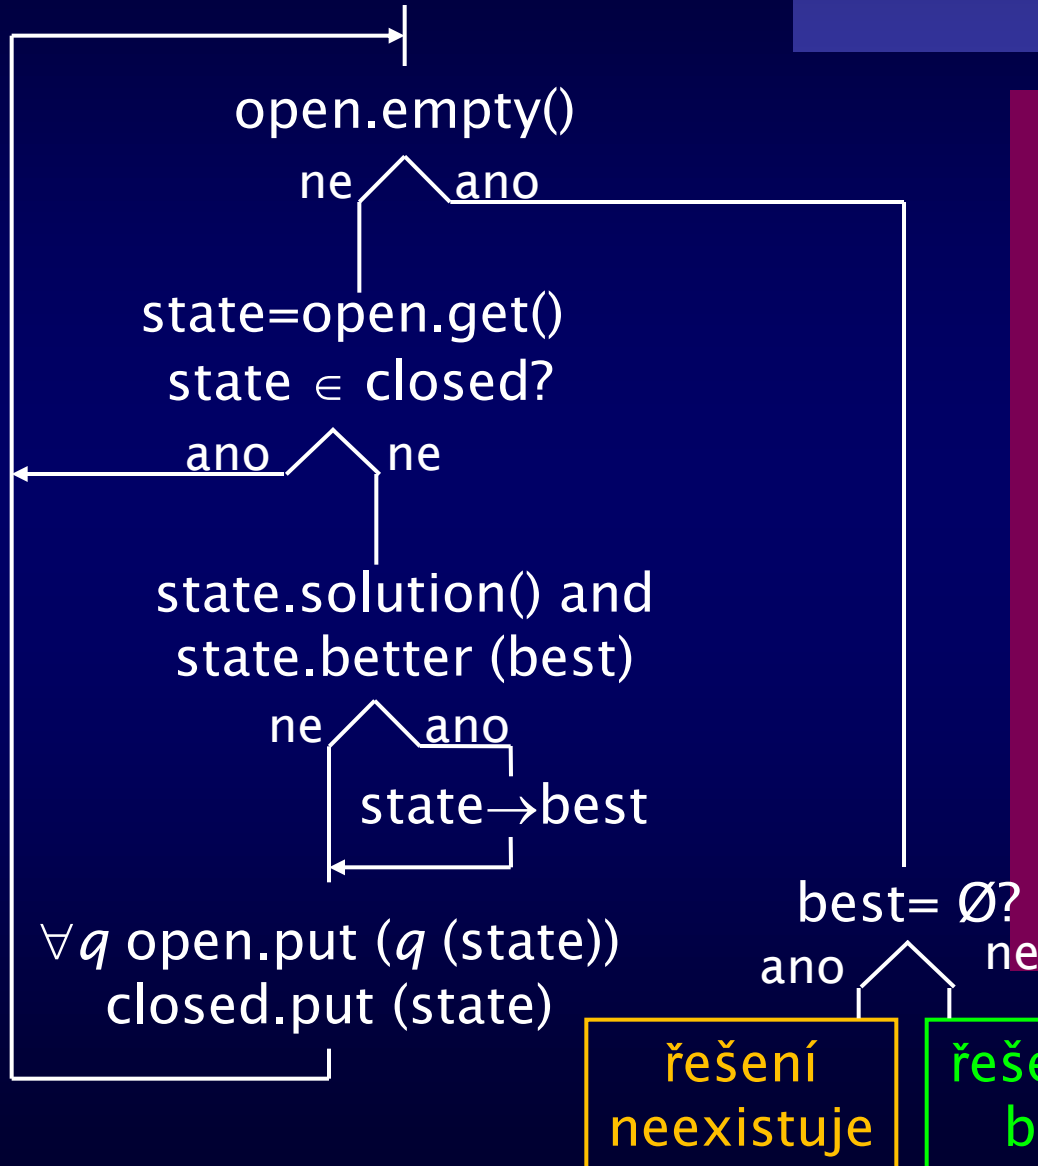 open.empty()
ne ano
state=open.get()
state ∈ closed?
ano ne
state.solution() and
state.better (best)
ne ano
state→best
∀q open.put (q (state))
closed.put (state)
best= Ø?
ano ne
řešení
neexistuje